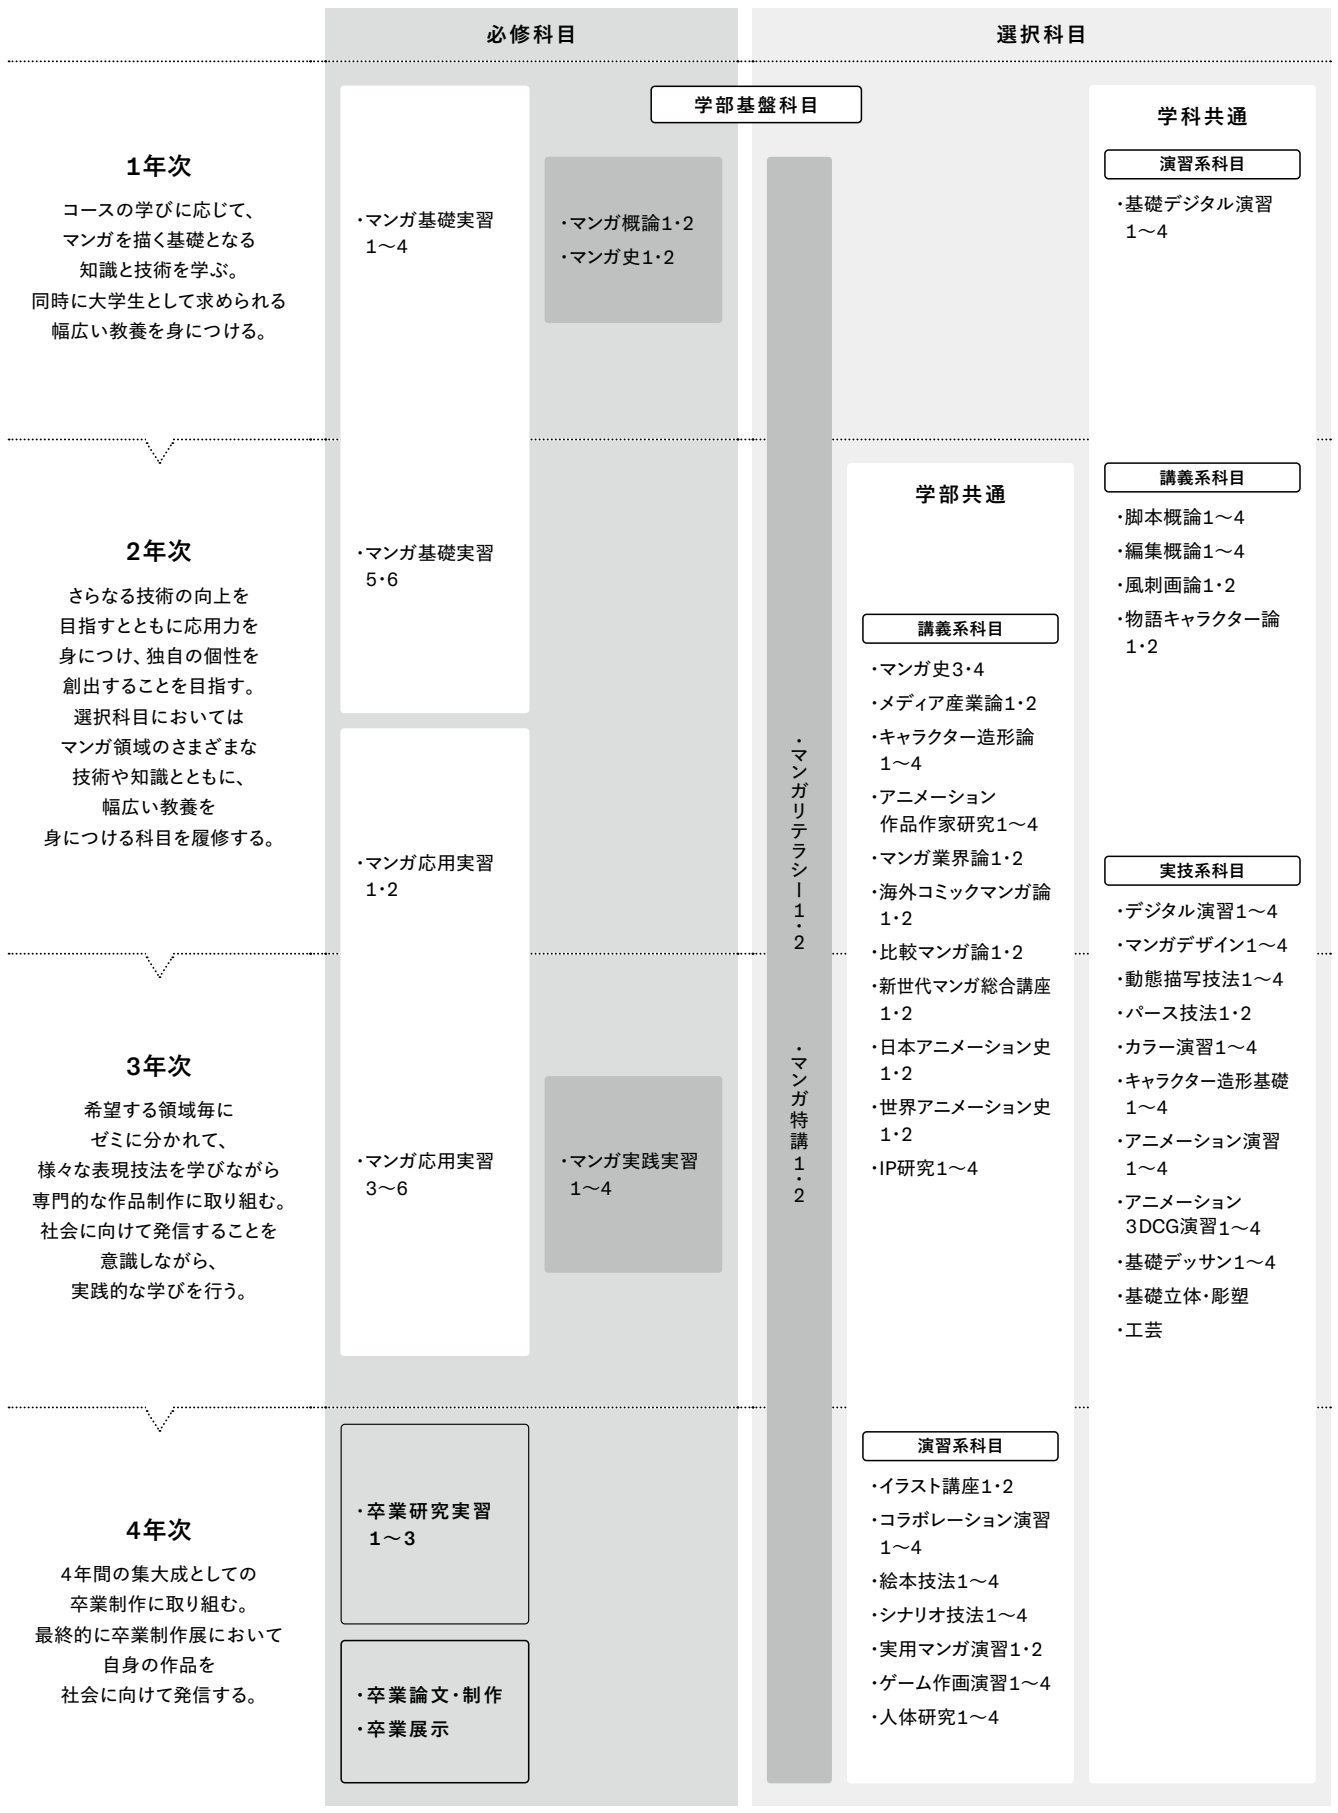 必修科目
選択科目
学部基盤科目
1年次
コースの学びに応じて、
マンガを描く基礎となる
知識と技術を学ぶ。
同時に大学生として求められる
幅広い教養を身につける。
・マンガ基礎実習
1〜4
・マンガ概論1・2
・マンガ史1・2
学科共通
演習系科目
・基礎デジタル演習
1〜4
2年次
さらなる技術の向上を
目指すとともに応用力を
身につけ、独自の個性を
創出することを目指す。
選択科目においては
マンガ領域のさまざまな
技術や知識とともに、
幅広い教養を
身につける科目を履修する。
・マンガ基礎実習
5・6
・マンガ応用実習
1・2
3年次
希望する領域毎に
ゼミに分かれて、
様々な表現技法を学びながら
専門的な作品制作に取り組む。
社会に向けて発信することを
意識しながら、
実践的な学びを行う。
・マンガ応用実習
3〜6
・マンガ実践実習
1〜4
4年次
4年間の集大成としての
卒業制作に取り組む。
最終的に卒業制作展において
自身の作品を
社会に向けて発信する。
・卒業研究実習
1〜3
・卒業論文・制作
・卒業展示
・マンガリテラシー1・2
・マンガ特講1・2
学部共通
講義系科目
・マンガ史3・4
・メディア産業論1・2
・キャラクター造形論
1〜4
・アニメーション
作品作家研究1〜4
・マンガ業界論1・2
・海外コミックマンガ論
1・2
・比較マンガ論1・2
・新世代マンガ総合講座
1・2
・日本アニメーション史
1・2
・世界アニメーション史
1・2
・IP研究1〜4
演習系科目
・イラスト講座1・2
・コラボレーション演習
1〜4
・絵本技法1〜4
・シナリオ技法1〜4
・実用マンガ演習1・2
・ゲーム作画演習1〜4
・人体研究1〜4
講義系科目
・脚本概論1〜4
・編集概論1〜4
・風刺画論1・2
・物語キャラクター論
1・2
実技系科目
・デジタル演習1〜4
・マンガデザイン1〜4
・動態描写技法1〜4
・パース技法1・2
・カラー演習1〜4
・キャラクター造形基礎
1〜4
・アニメーション演習
1〜4
・アニメーション
3DCG演習1〜4
・基礎デッサン1〜4
・基礎立体・彫塑
・工芸